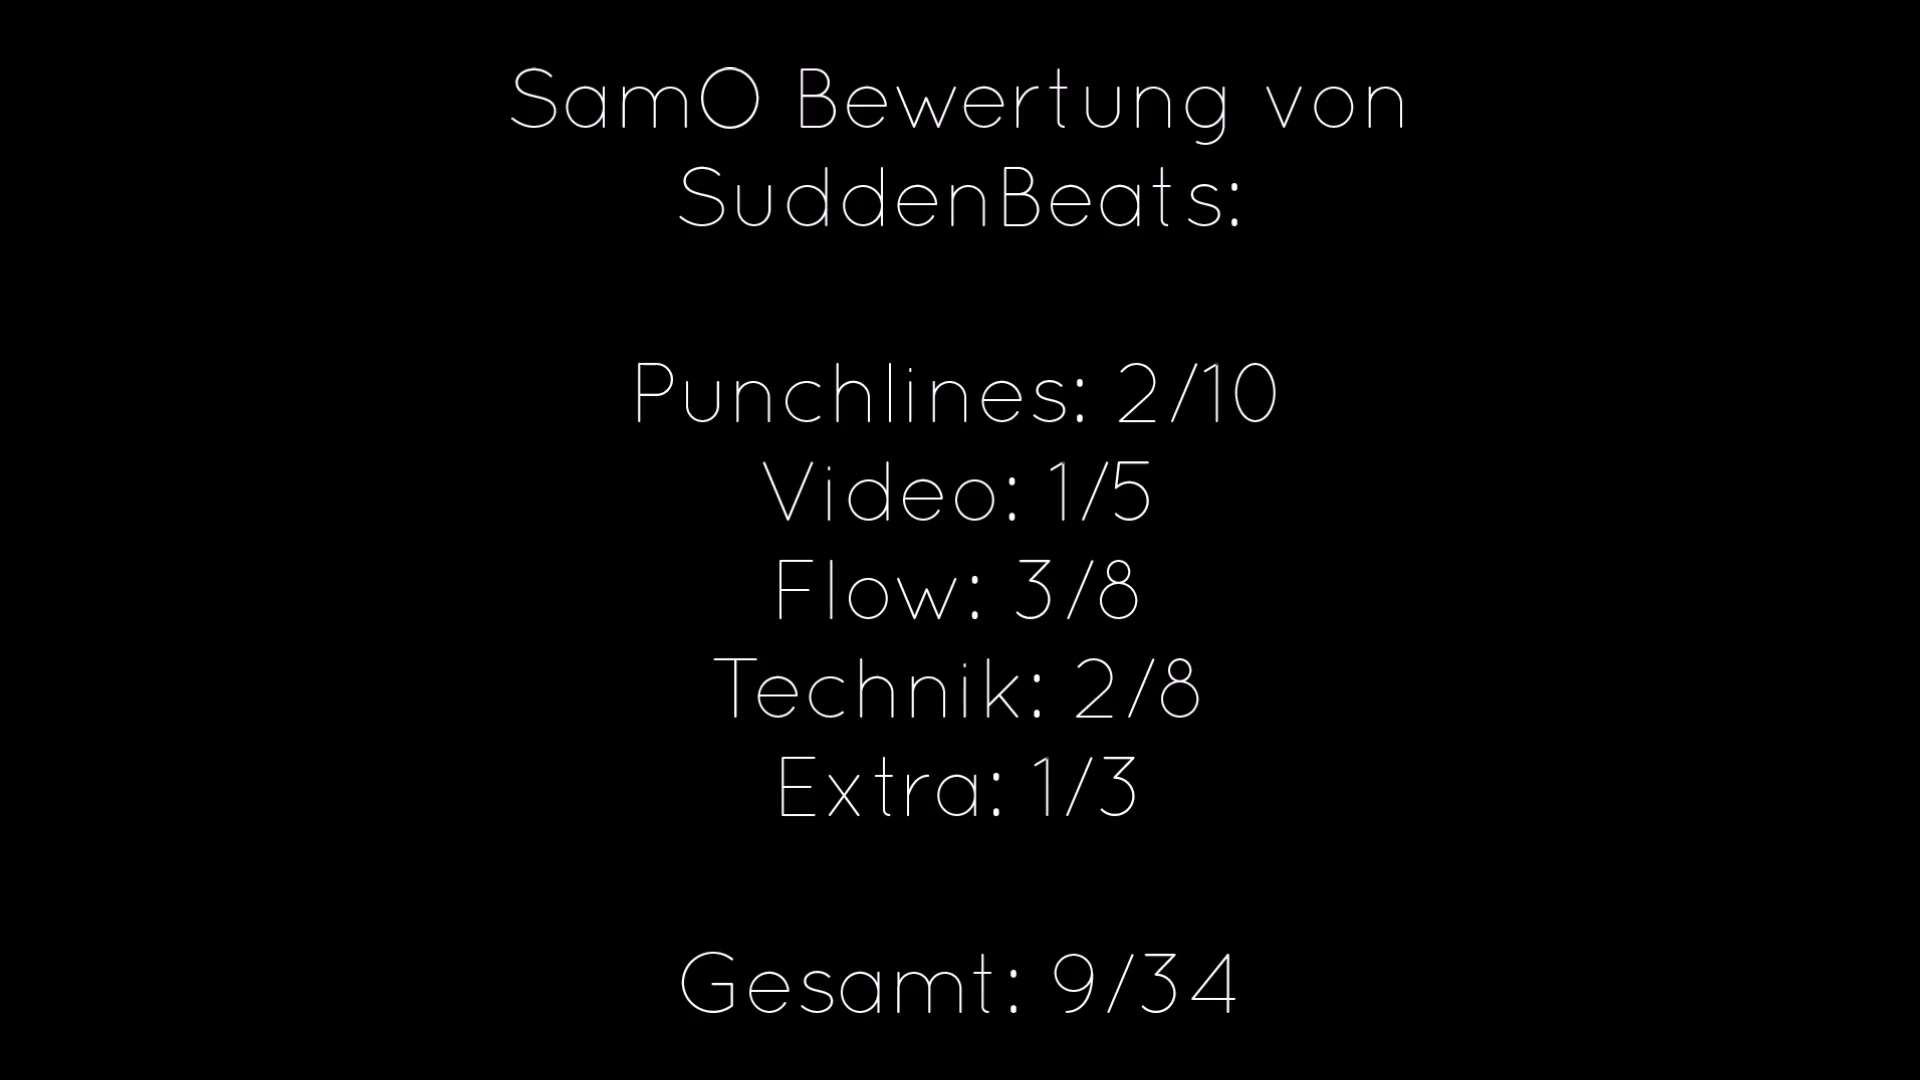 SamO Bewertung von
SuddenBeats:
Punchlines: 2/10
Video: 1/5
Flow: 3/8
Technik: 2/8
Extra: 1/3
Gesamt: 9/34